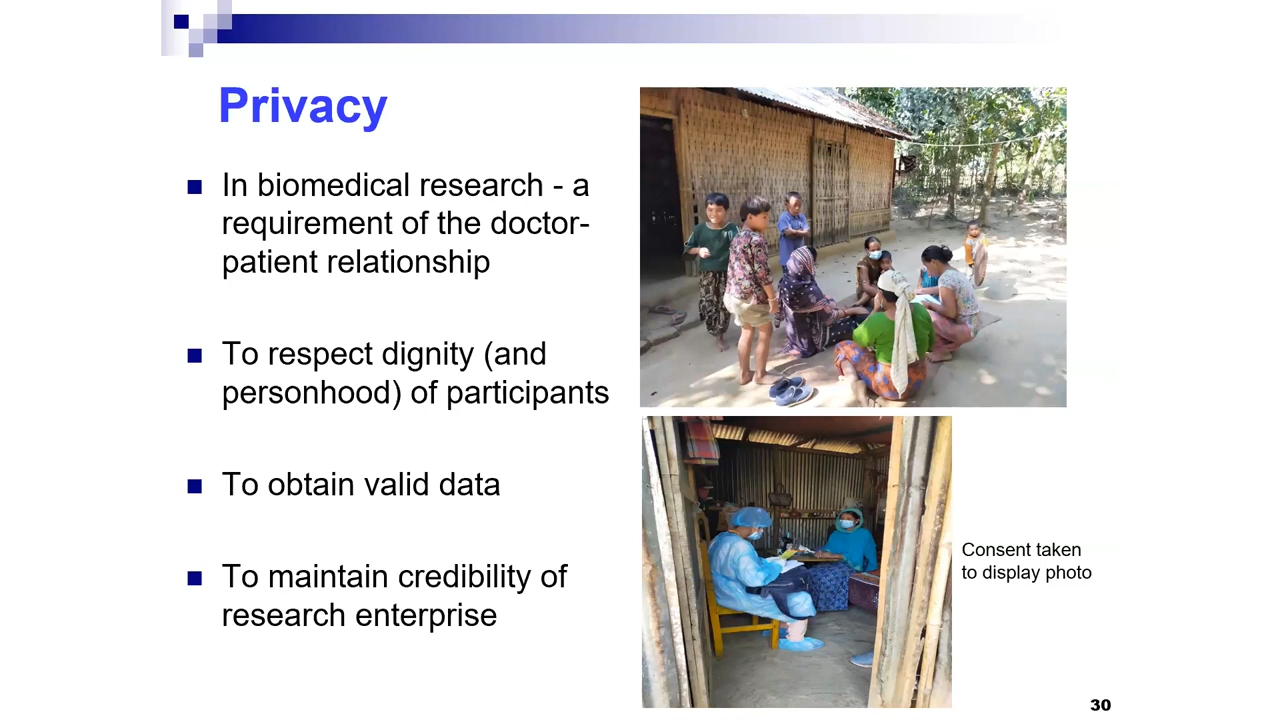 Privacy
In biomedical research - a
requirement of the doctor-
patient relationship
To respect dignity (and
personhood) of participants
To obtain valid data
To maintain credibility of
research enterprise
Consent taken
to display photo
30